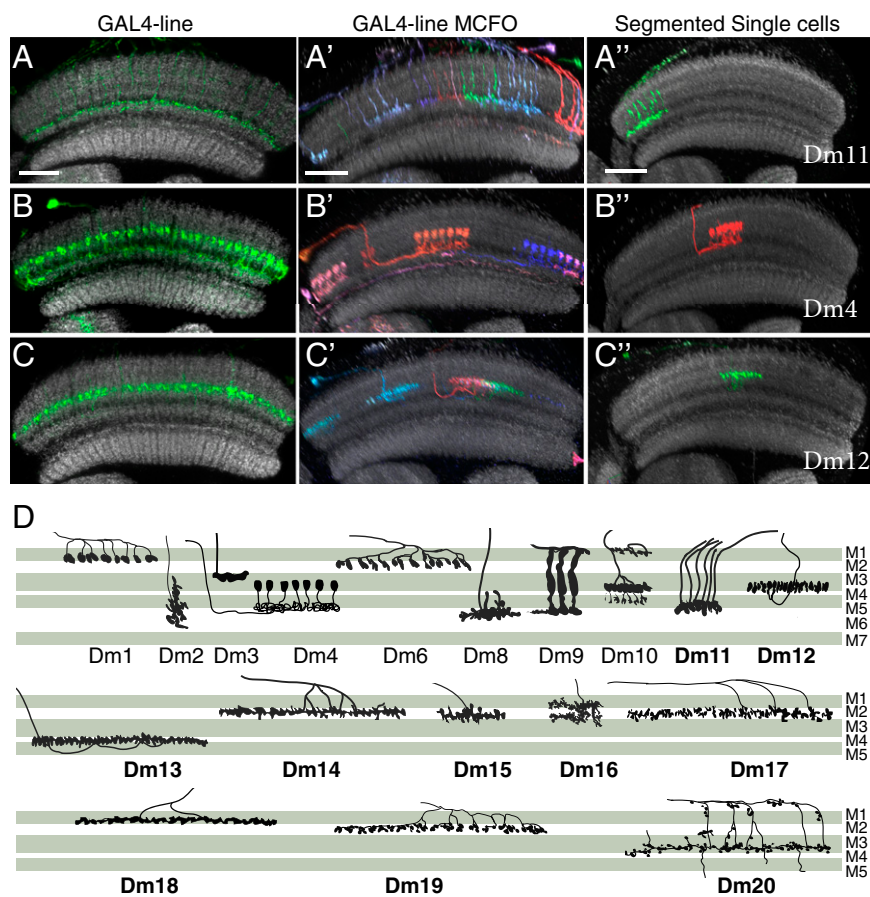 GAL4-line GAL4-line MCFO Segmented Single cells
A A' A''
Dm11
B B' B''
Dm4
C C' C''
Dm12
D
M1
M2
M3
M4
M5
M6
M7
Dm1 Dm2 Dm3 Dm4 Dm6 Dm8 Dm9 Dm10 Dm11 Dm12
M1
M2
M3
M4
M5
Dm13 Dm14 Dm15 Dm16 Dm17
M1
M2
M3
M4
M5
Dm18 Dm19 Dm20